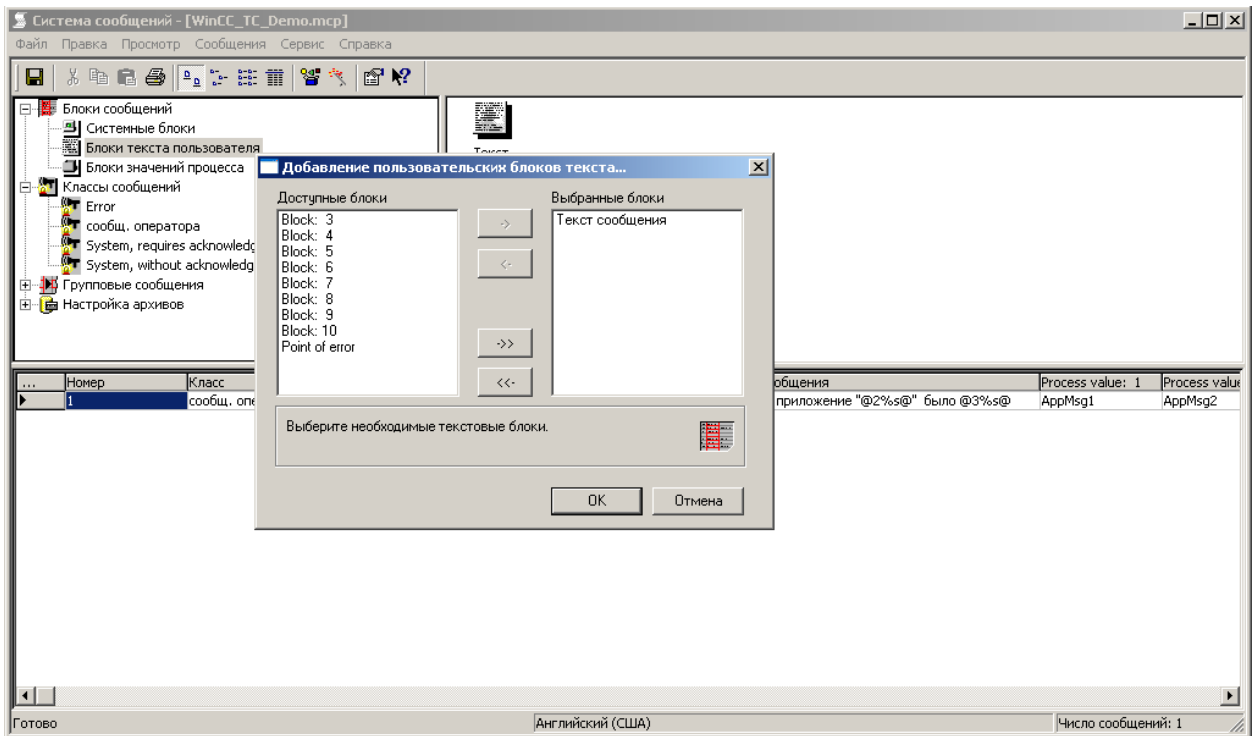 Система сообщений - [WinCC_TC_Demo.mcp]
Файл Правка Просмотр Сообщения Сервис Справка
Блоки сообщений
Системные блоки
Блоки текста пользователя
Блоки значений процесса
Классы сообщений
Error
сообщ. оператора
System, requires acknowledg
System, without acknowledg
Групповые сообщения
Настройка архивов
Текст
Добавление пользовательских блоков текста...
Доступные блоки
Block: 3
Block: 4
Block: 5
Block: 6
Block: 7
Block: 8
Block: 9
Block: 10
Point of error
->
<-
->>
<<-
Выбранные блоки
Текст сообщения
Выберите необходимые текстовые блоки.
OK Отмена
... Номер Класс общения Process value: 1 Process value
1 сообщ. опе приложение "@2%s@" было @3%s@ AppMsg1 AppMsg2
Готово Английский (США) Число сообщений: 1